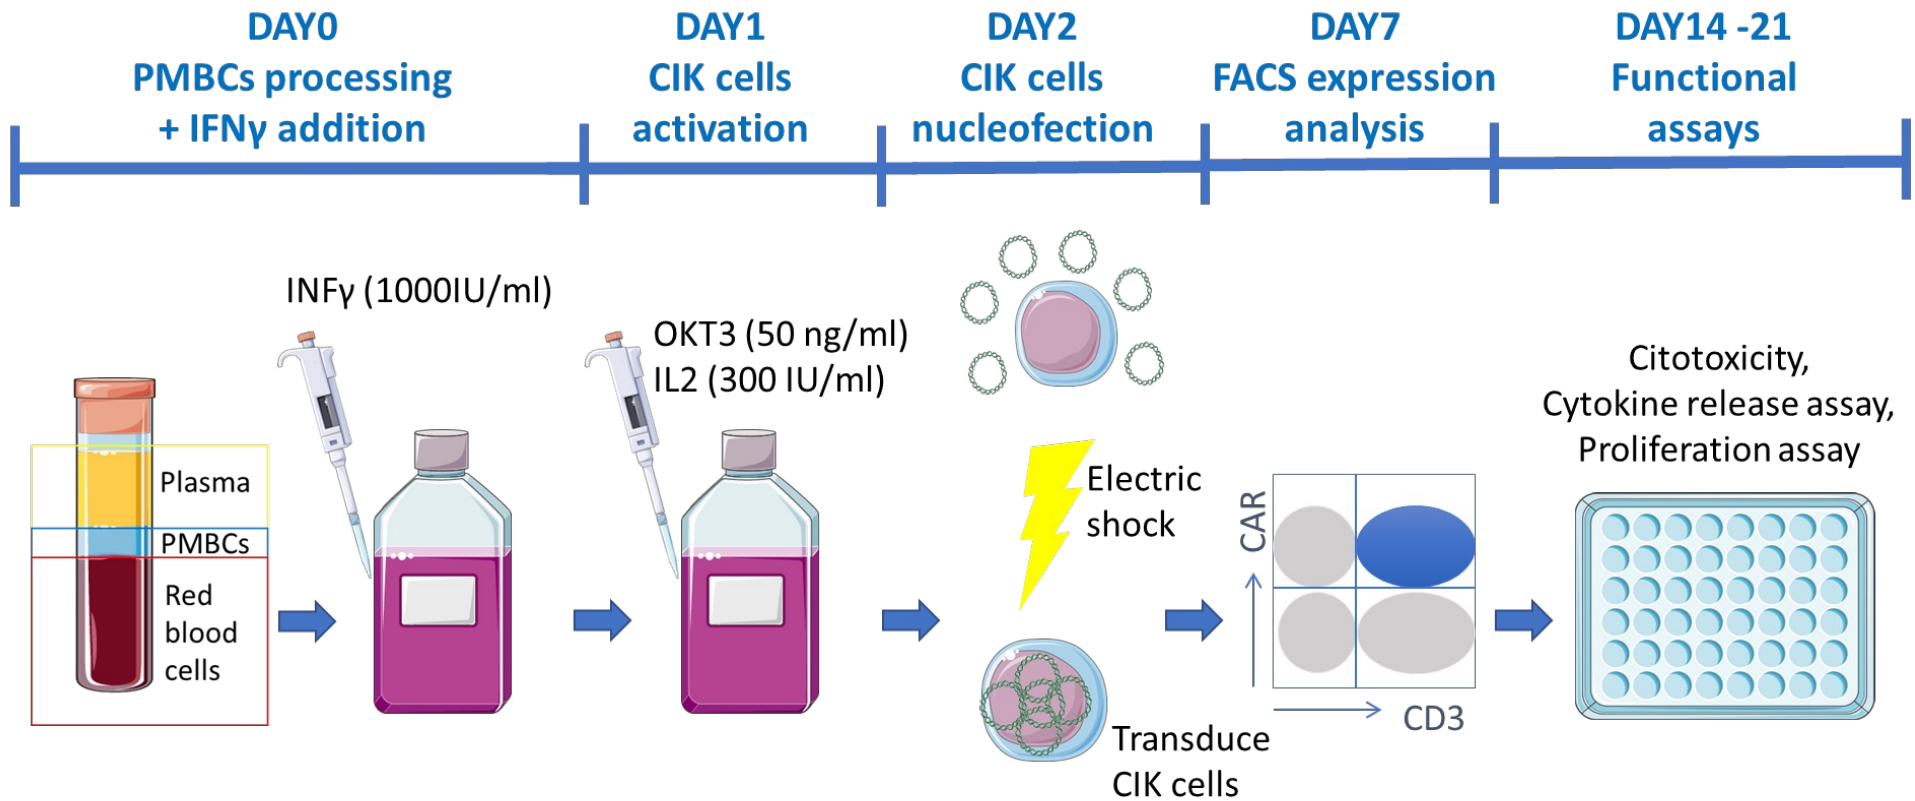 DAY0
PMBCs processing
+ IFNγ addition
DAY1
CIK cells
activation
DAY2
CIK cells
nucleofection
DAY7
FACS expression
analysis
DAY14 -21
Functional
assays
INFγ (1000IU/ml)
OKT3 (50 ng/ml)
IL2 (300 IU/ml)
Plasma
PMBCs
Red
blood
cells
Electric
shock
Transduce
CIK cells
CAR
CD3
Citotoxicity,
Cytokine release assay,
Proliferation assay